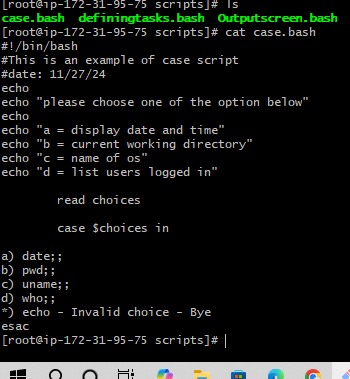 [root@ip-172-31-95-75 scripts]# ls
case.bash  definingtasks.bash  Outputscreen.bash
[root@ip-172-31-95-75 scripts]# cat case.bash
#!/bin/bash
#This is an example of case script
#date: 11/27/24
echo
echo "please choose one of the option below"
echo
echo "a = display date and time"
echo "b = current working directory"
echo "c = name of os"
echo "d = list users logged in"
read choices
case $choices in
a) date;;
b) pwd;;
c) uname;;
d) who;;
*) echo - Invalid choice - Bye
esac
[root@ip-172-31-95-75 scripts]#